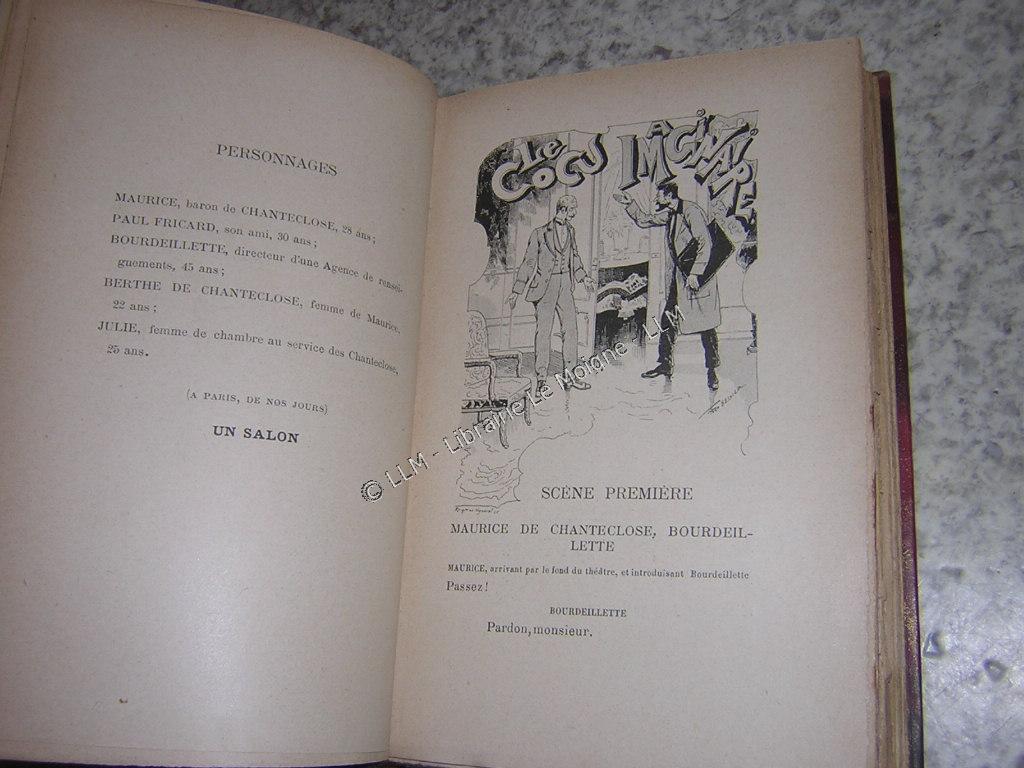 PERSONNAGES
MAURICE, baron de CHANTECLOSE, 28 ans;
PAUL FRICARD, son ami, 30 ans;
BOURDEILLETTE, directeur d'une Agence de rensei-
gnements, 45 ans;
BERTHE DE CHANTECLOSE, femme de Maurice,
22 ans;
JULIE, femme de chambre au service des Chanteclose,
25 ans.
(A PARIS, DE NOS JOURS)
UN SALON
Le COCU IMAGINAIRE
SCÈNE PREMIÈRE
MAURICE DE CHANTECLOSE, BOURDEIL-
LETTE
MAURICE, arrivant par le fond du théâtre, et introduisant Bourdeillette
Passez!
BOURDEILLETTE
Pardon, monsieur.
© LLM - Librairie Le Moigne LLM